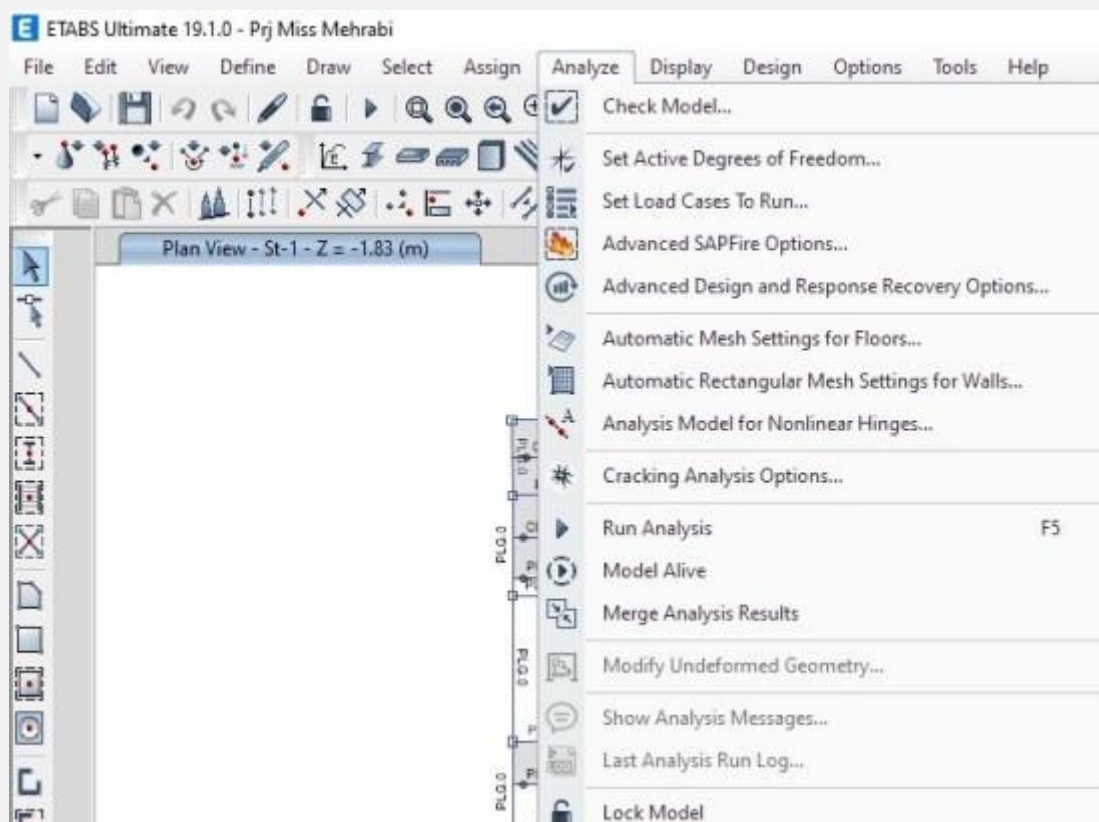 ETABS Ultimate 19.1.0 - Prj Miss Mehrabi
File Edit View Define Draw Select Assign Analyze Display Design Options Tools Help
Check Model...
Set Active Degrees of Freedom...
Set Load Cases To Run...
Plan View - St-1 - Z = -1.83 (m)
Advanced SAPFire Options...
Advanced Design and Response Recovery Options...
Automatic Mesh Settings for Floors...
Automatic Rectangular Mesh Settings for Walls...
Analysis Model for Nonlinear Hinges...
Cracking Analysis Options...
Run Analysis F5
PLG.0
Model Alive
Merge Analysis Results
Modify Undeformed Geometry...
PLG.0
Show Analysis Messages...
Last Analysis Run Log...
PLG.0
Lock Model